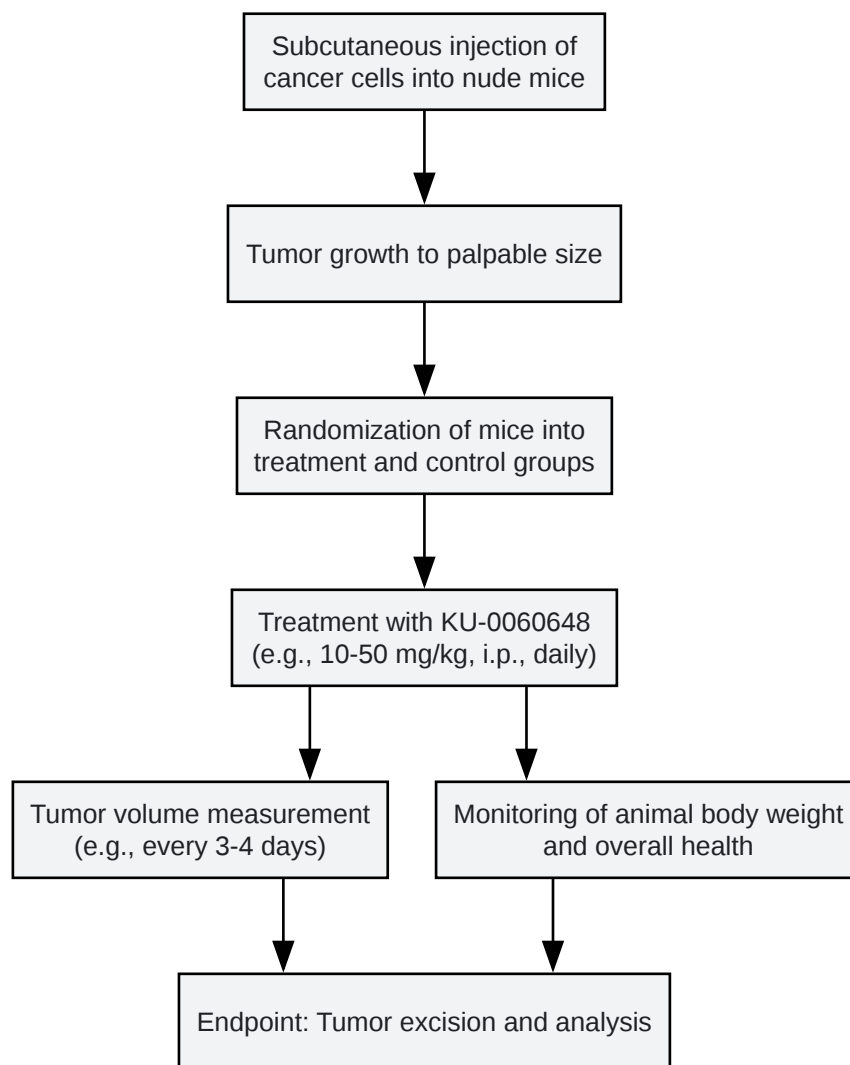 Subcutaneous injection of
cancer cells into nude mice
Tumor growth to palpable size
Randomization of mice into
treatment and control groups
Treatment with KU-0060648
(e.g., 10-50 mg/kg, i.p., daily)
Tumor volume measurement
(e.g., every 3-4 days)
Monitoring of animal body weight
and overall health
Endpoint: Tumor excision and analysis